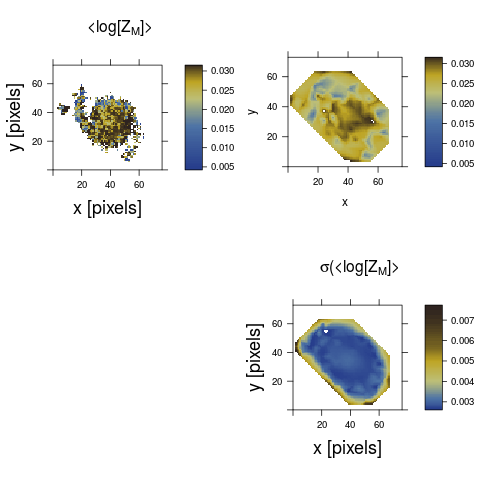 <log[Z_M]>
60
40
20
20 40 60
x [pixels]
y [pixels]
0.030
0.025
0.020
0.015
0.010
0.005
60
40
20
20 40 60
x
y
0.030
0.025
0.020
0.015
0.010
0.005
σ(<log[Z_M]>
60
40
20
20 40 60
x [pixels]
y [pixels]
0.007
0.006
0.005
0.004
0.003